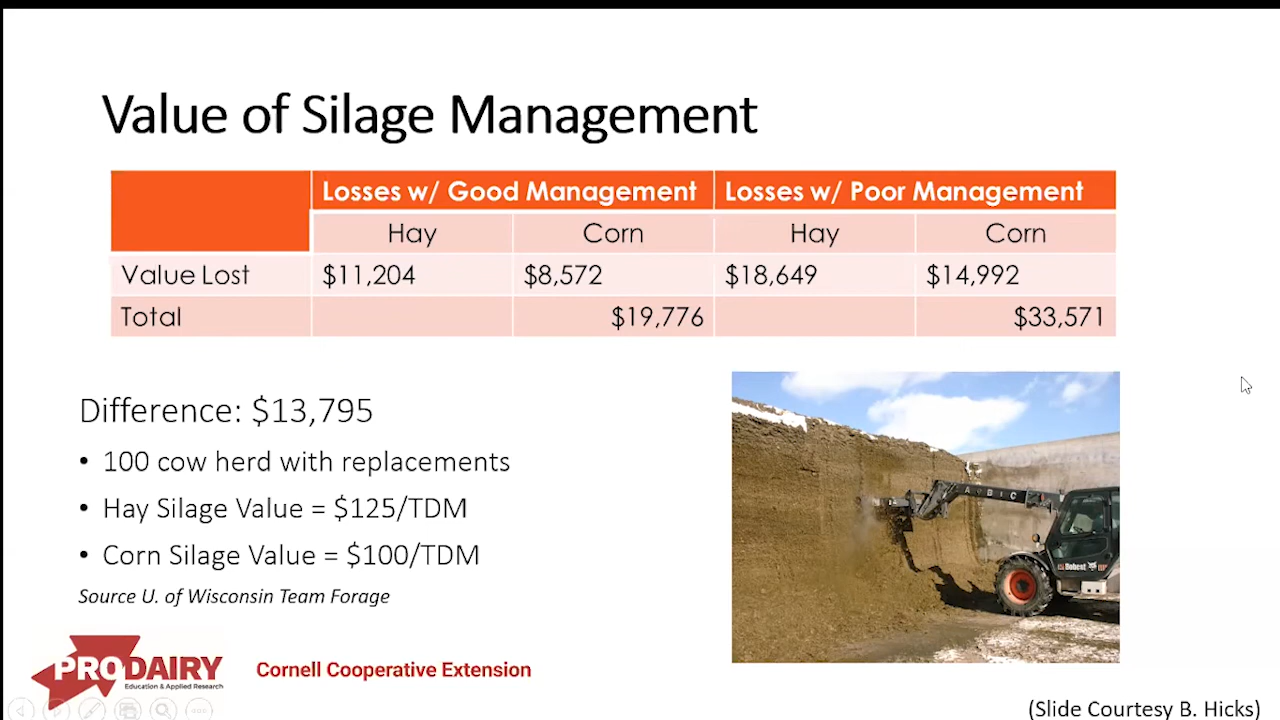 Value of Silage Management
Losses w/ Good Management Losses w/ Poor Management
Hay Corn Hay Corn
Value Lost $11,204 $8,572 $18,649 $14,992
Total $19,776 $33,571
Difference: $13,795
• 100 cow herd with replacements
• Hay Silage Value = $125/TDM
• Corn Silage Value = $100/TDM
Source U. of Wisconsin Team Forage
PRODAIRY
Education & Applied Research
Cornell Cooperative Extension
Bobcat
(Slide Courtesy B. Hicks)